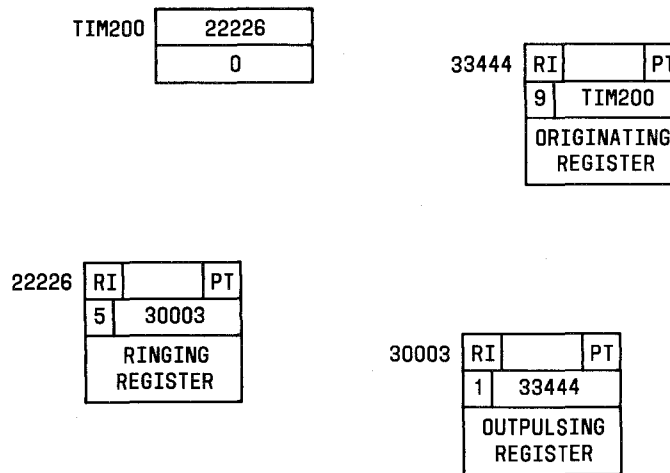 TIM200 22226
0
33444 RI PT
9 TIM200
ORIGINATING
REGISTER
22226 RI PT
5 30003
RINGING
REGISTER
30003 RI PT
1 33444
OUTPULSING
REGISTER